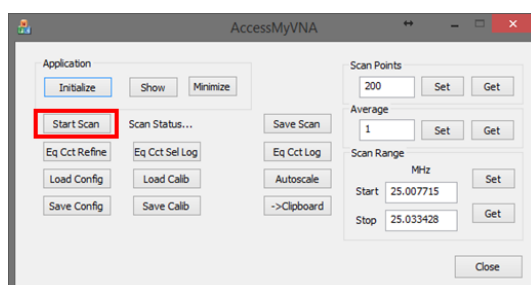 AccessMyVNA
Application
Initialize Show Minimize
Start Scan Scan Status... Save Scan
Eq Cct Refine Eq Cct Sel Log Eq Cct Log
Load Config Load Calib Autoscale
Save Config Save Calib ->Clipboard
Scan Points
200 Set Get
Average
1 Set Get
Scan Range
MHz
Start 25.007715 Set
Stop 25.033428 Get
Close